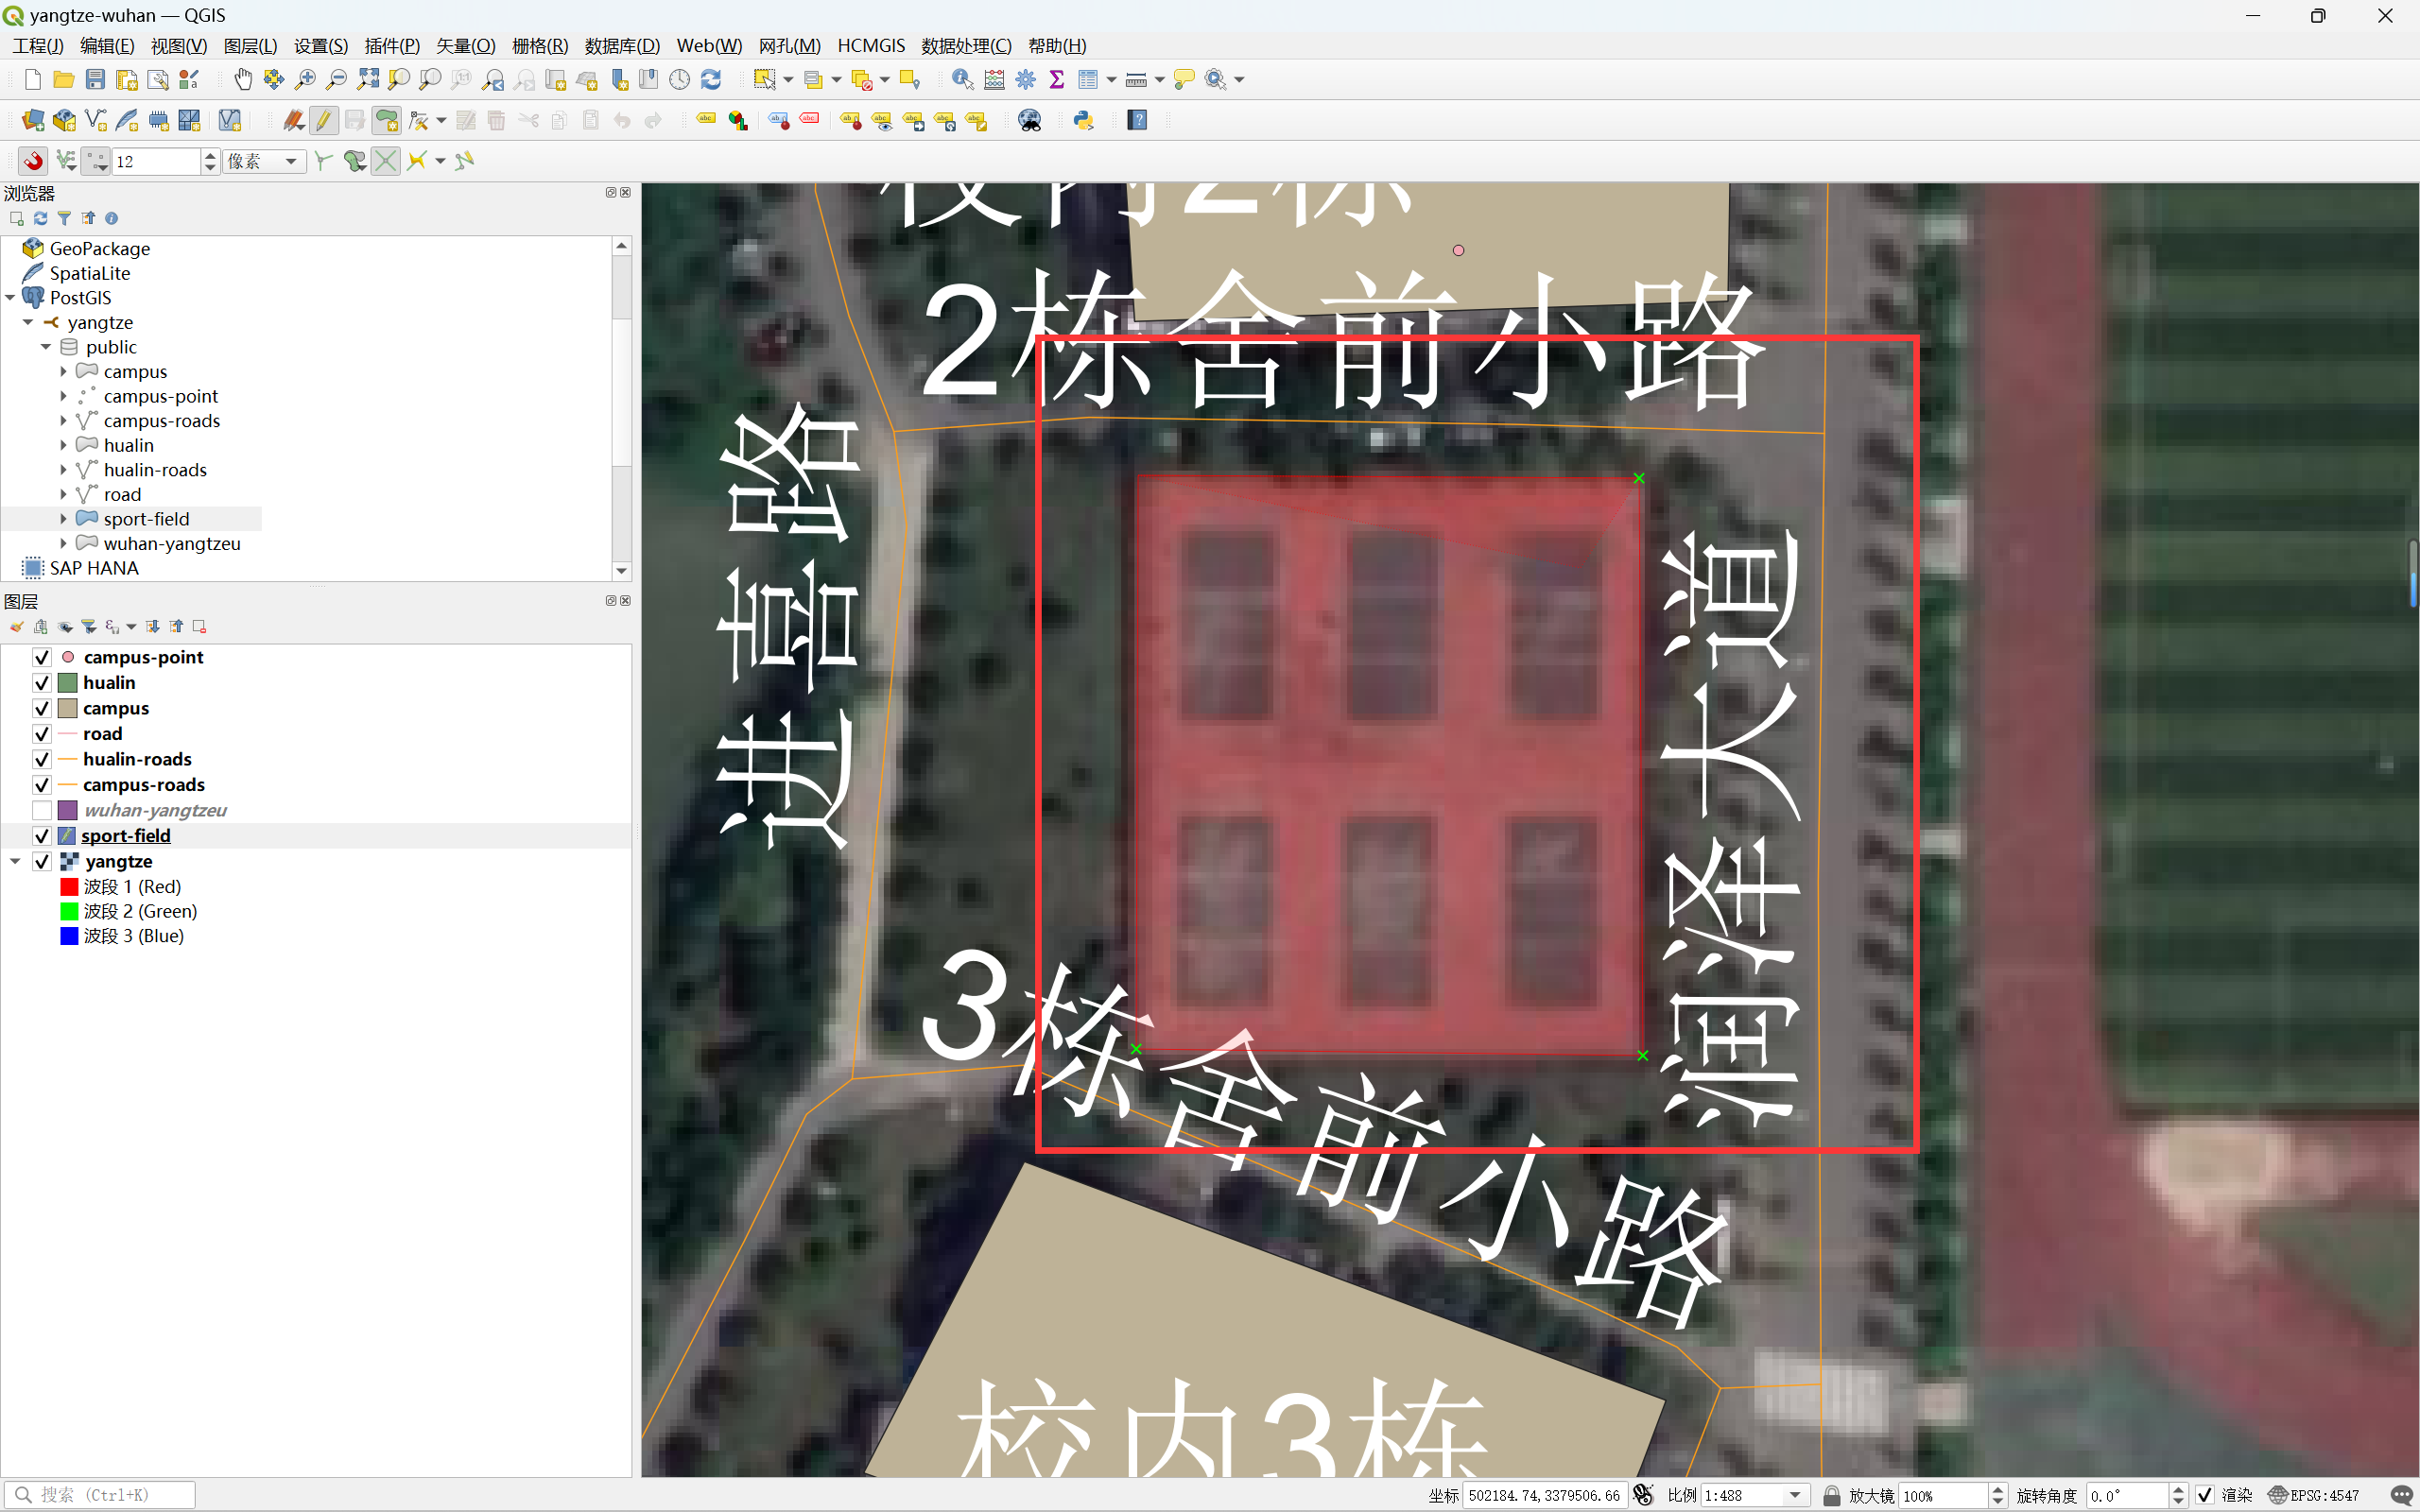 yangtze-wuhan — QGIS
工程(J) 编辑(E) 视图(V) 图层(L) 设置(S) 插件(P) 矢量(O) 栅格(R) 数据库(D) Web(W) 网孔(M) HCMGIS 数据处理(C) 帮助(H)
12 像素
浏览器
GeoPackage
SpatiaLite
PostGIS
yangtze
public
campus
campus-point
campus-roads
hualin
hualin-roads
road
sport-field
wuhan-yangtzeu
SAP HANA
图层
campus-point
hualin
campus
road
hualin-roads
campus-roads
wuhan-yangtzeu
sport-field
yangtze
波段 1 (Red)
波段 2 (Green)
波段 3 (Blue)
校内2栋
2栋舍前小路
进喜路
润泽大道
3栋舍前小路
校内3栋
搜索 (Ctrl+K)
坐标 502184.74,3379506.66 比例 1:488 放大镜 100% 旋转角度 0.0° 渲染 EPSG:4547